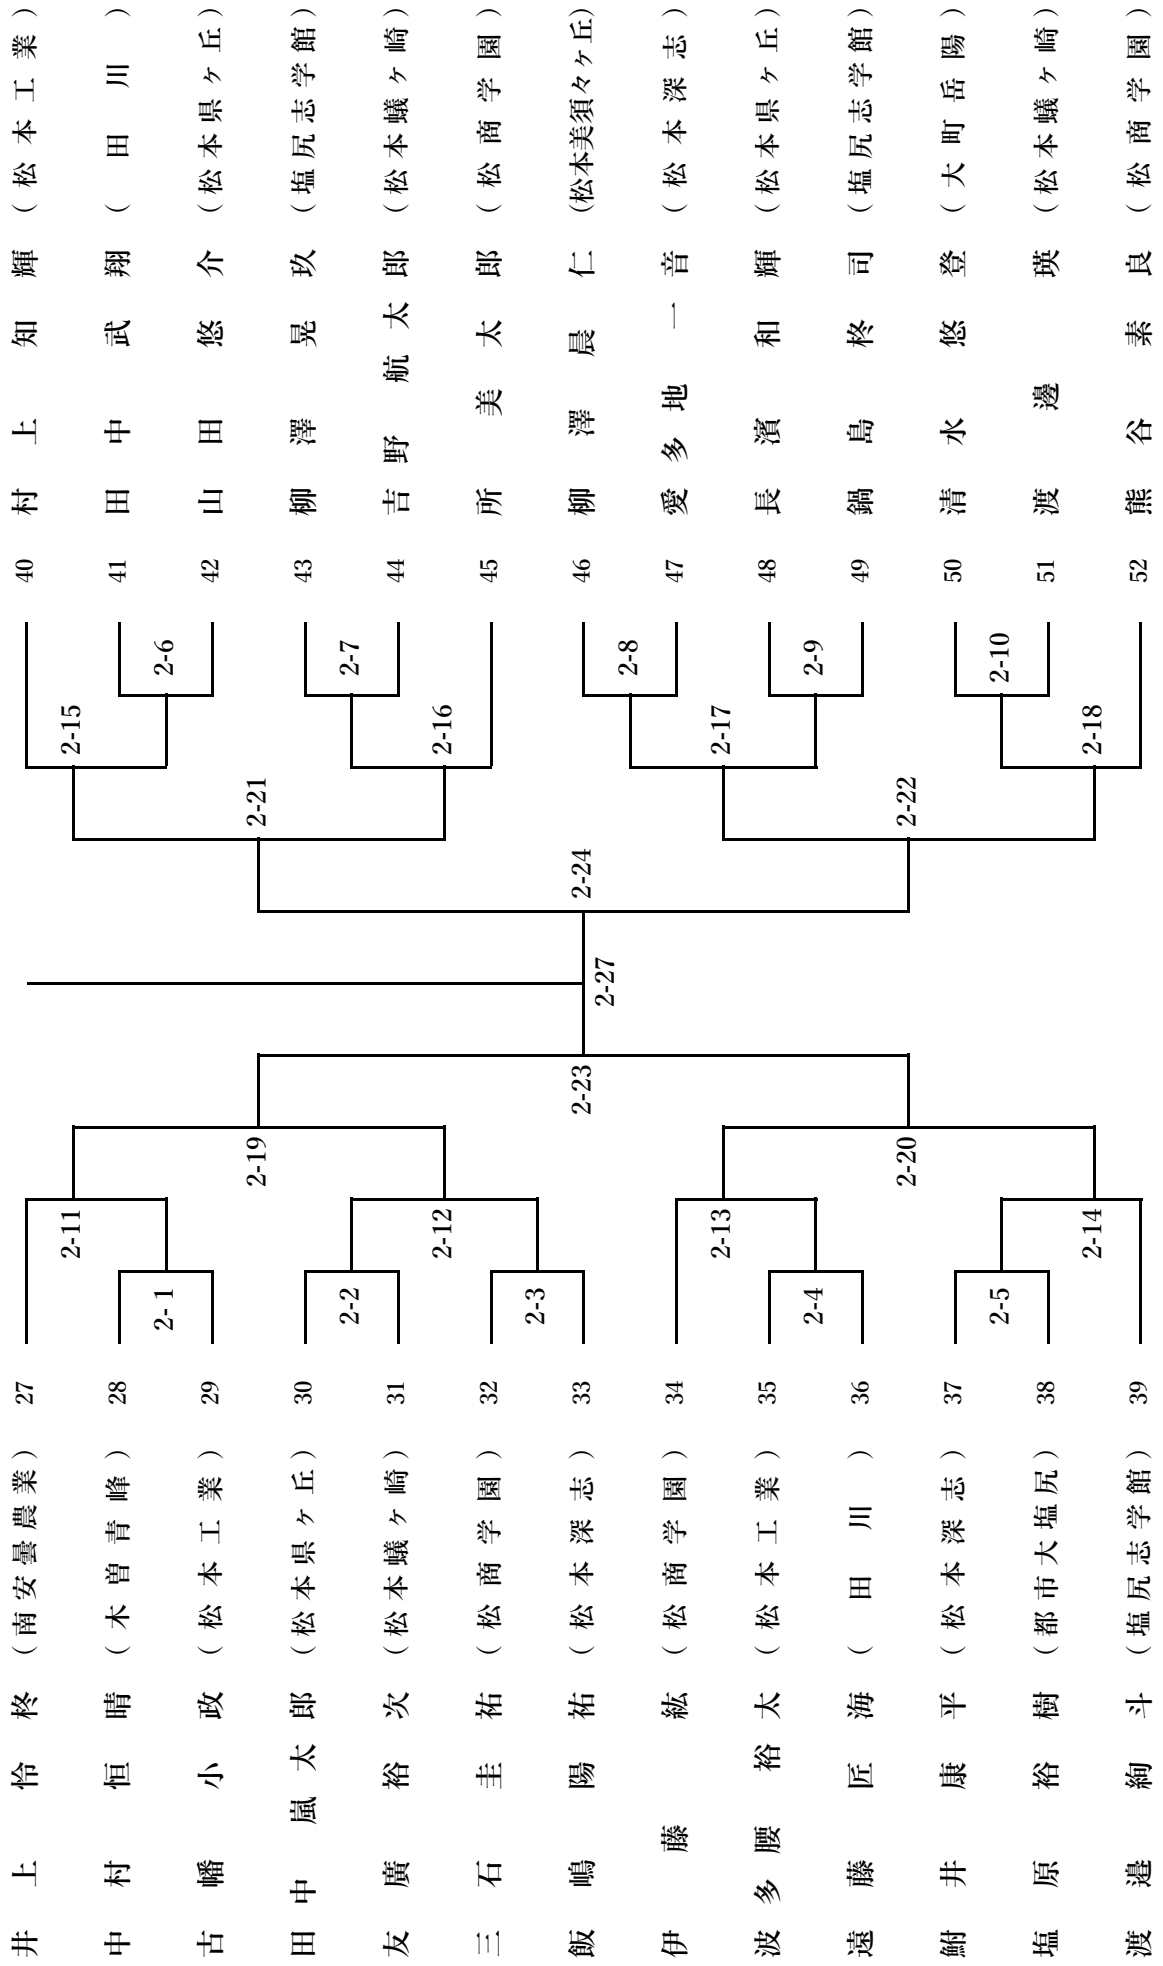 井上 怜柊 (南安曇農業) 27
中村 恒晴 (木曽青峰) 28
古幡 小政 (松本工業) 29
田中 嵐太郎 (松本県ヶ丘) 30
友廣 裕次 (松本蟻ヶ崎) 31
三石 圭祐 (松商学園) 32
飯嶋 陽祐 (松本深志) 33
伊藤 紘 (松商学園) 34
波多腰 裕太 (松本工業) 35
遠藤 匠海 (田川) 36
鮒井 康平 (松本深志) 37
塩原 裕樹 (都市大塩尻) 38
渡邉 絢斗 (塩尻志学館) 39
2-1
2-2
2-3
2-4
2-5
2-11
2-12
2-13
2-14
2-19
2-20
2-23
2-27
2-24
2-21
2-22
2-15
2-16
2-17
2-18
2-6
2-7
2-8
2-9
2-10
40 村上 知輝 (松本工業)
41 田中 武翔 (田川)
42 山田 悠介 (松本県ヶ丘)
43 柳澤 晃玖 (塩尻志学館)
44 吉野 航太郎 (松本蟻ヶ崎)
45 所 美太郎 (松商学園)
46 柳澤 晨仁 (松本美須々ヶ丘)
47 愛多地 一音 (松本深志)
48 長濱 和輝 (松本県ヶ丘)
49 鍋島 柊司 (塩尻志学館)
50 清水 悠登 (大町岳陽)
51 渡邊 瑛 (松本蟻ヶ崎)
52 熊谷 素良 (松商学園)